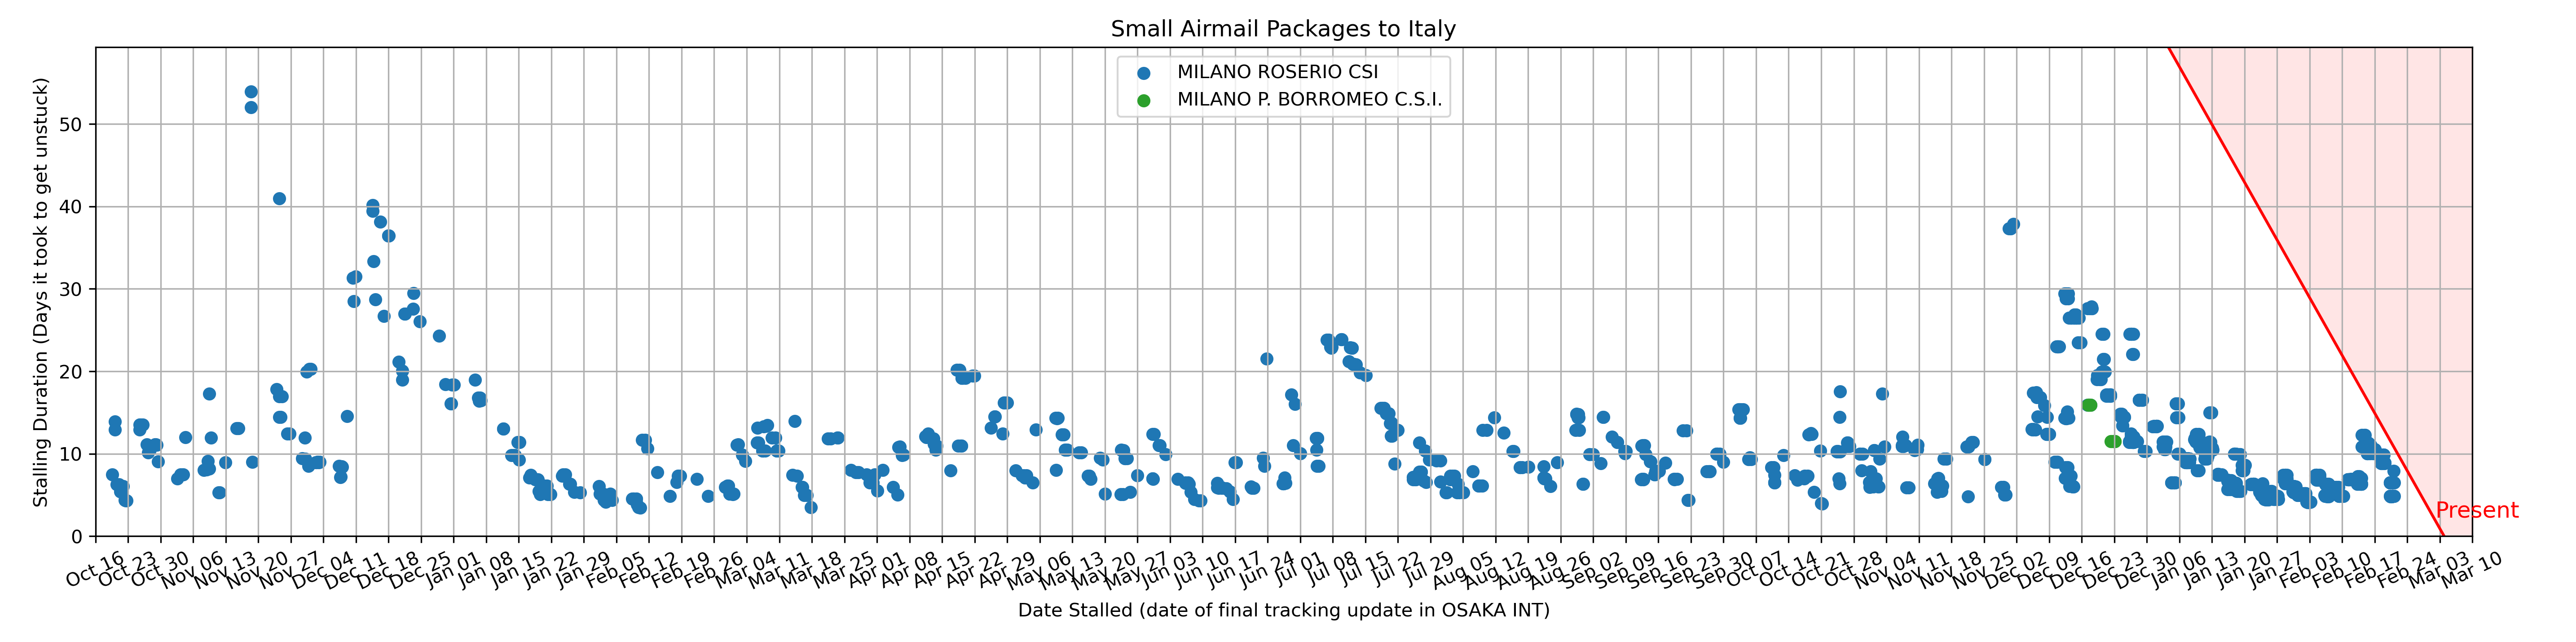 Small Airmail Packages to Italy
MILANO ROSERIO CSI
MILANO P. BORROMEO C.S.I.
Stalling Duration (Days it took to get unstuck)
50
40
30
20
10
0
Present
Oct 16 Oct 23 Oct 30 Nov 06 Nov 13 Nov 20 Nov 27 Dec 04 Dec 11 Dec 18 Dec 25 Jan 01 Jan 08 Jan 15 Jan 22 Jan 29 Feb 05 Feb 12 Feb 19 Feb 26 Mar 04 Mar 11 Mar 18 Mar 25 Apr 01 Apr 08 Apr 15 Apr 22 Apr 29 May 06 May 13 May 20 May 27 Jun 03 Jun 10 Jun 17 Jun 24 Jul 01 Jul 08 Jul 15 Jul 22 Jul 29 Aug 05 Aug 12 Aug 19 Aug 26 Sep 02 Sep 09 Sep 16 Sep 23 Sep 30 Oct 07 Oct 14 Oct 21 Oct 28 Nov 04 Nov 11 Nov 18 Nov 25 Dec 02 Dec 09 Dec 16 Dec 23 Dec 30 Jan 06 Jan 13 Jan 20 Jan 27 Feb 03 Feb 10 Feb 17 Feb 24 Mar 03 Mar 10
Date Stalled (date of final tracking update in OSAKA INT)